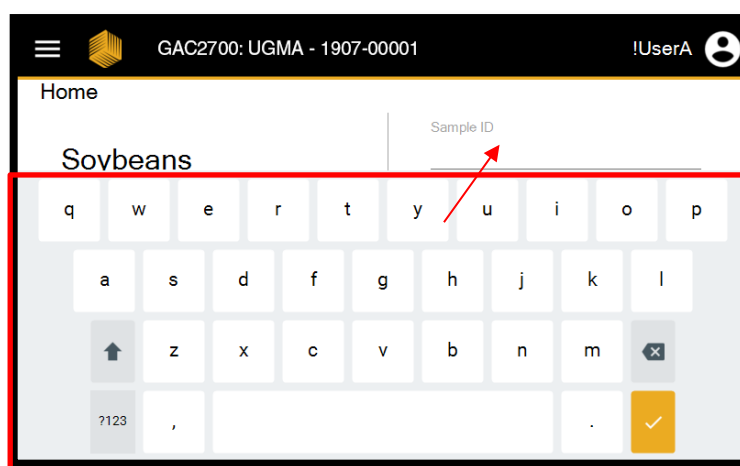 GAC2700: UGMA - 1907-00001 !UserA
Home
Sample ID
Soybeans
q w e r t y u i o p
a s d f g h j k l
z x c v b n m
?123 , .